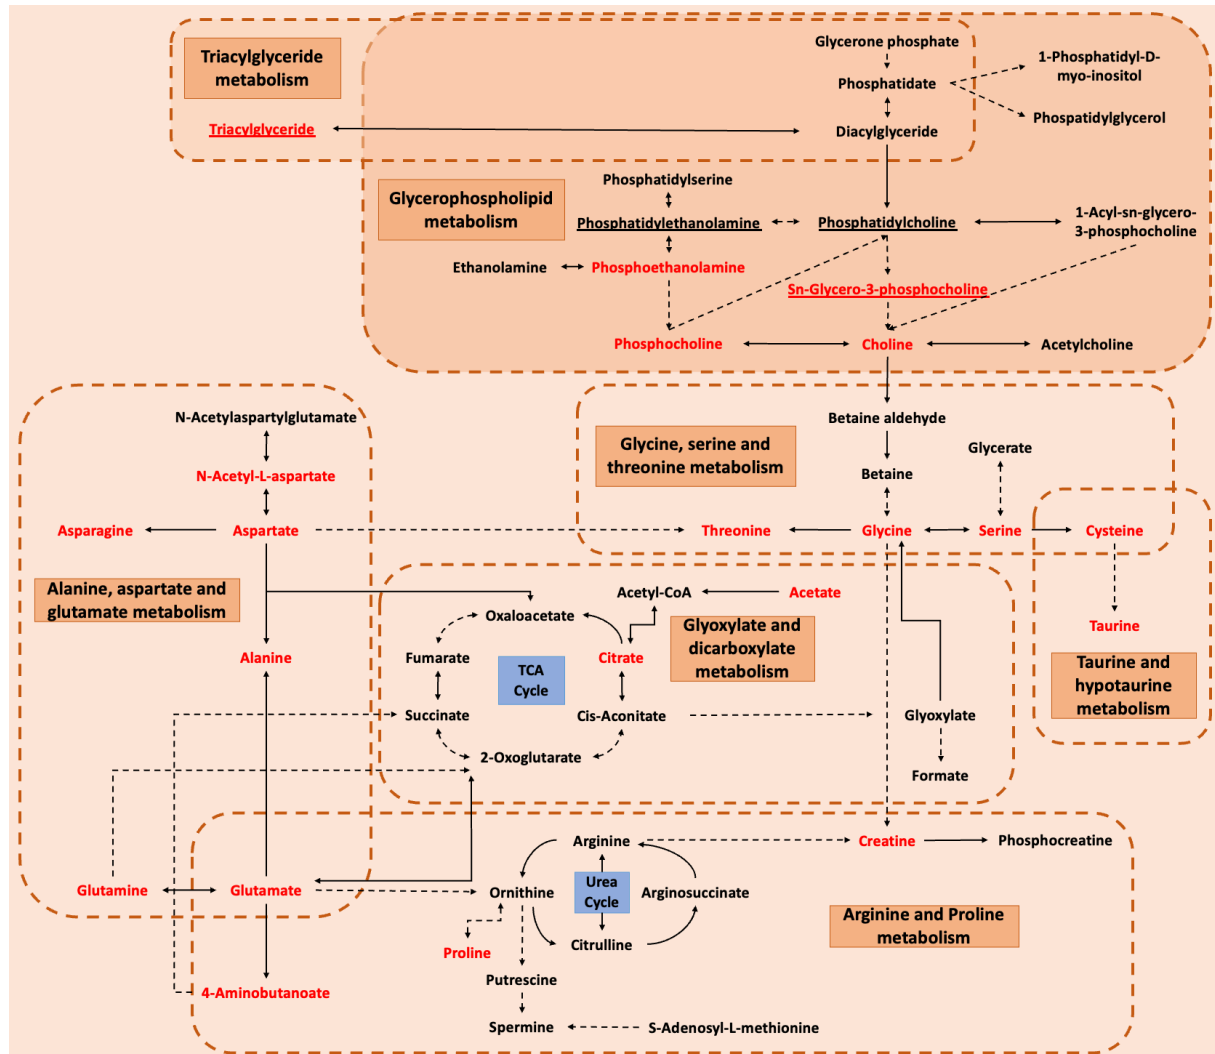 Triacylglyceride
metabolism
Glycerone phosphate
Phosphatidate
1-Phosphatidyl-D-
myo-inositol
Phospatidylglycerol
Triacylglyceride
Diacylglyceride
Glycerophospholipid
metabolism
Phosphatidylserine
Phosphatidylethanolamine
Phosphatidylcholine
1-Acyl-sn-glycero-
3-phosphocholine
Ethanolamine
Phosphoethanolamine
Sn-Glycero-3-phosphocholine
Phosphocholine
Choline
Acetylcholine
N-Acetylaspartylglutamate
N-Acetyl-L-aspartate
Asparagine
Aspartate
Alanine, aspartate and
glutamate metabolism
Alanine
Glutamine
Glutamate
Glycine, serine and
threonine metabolism
Betaine aldehyde
Betaine
Glycerate
Threonine
Glycine
Serine
Cysteine
Taurine
Taurine and
hypotaurine
metabolism
Acetyl-CoA
Acetate
Oxaloacetate
Glyoxylate and
dicarboxylate
metabolism
Fumarate
TCA
Cycle
Citrate
Succinate
Cis-Aconitate
Glyoxylate
2-Oxoglutarate
Formate
Arginine
Creatine
Phosphocreatine
Ornithine
Urea
Cycle
Arginosuccinate
Arginine and Proline
metabolism
Citrulline
Proline
Putrescine
4-Aminobutanoate
Spermine
S-Adenosyl-L-methionine